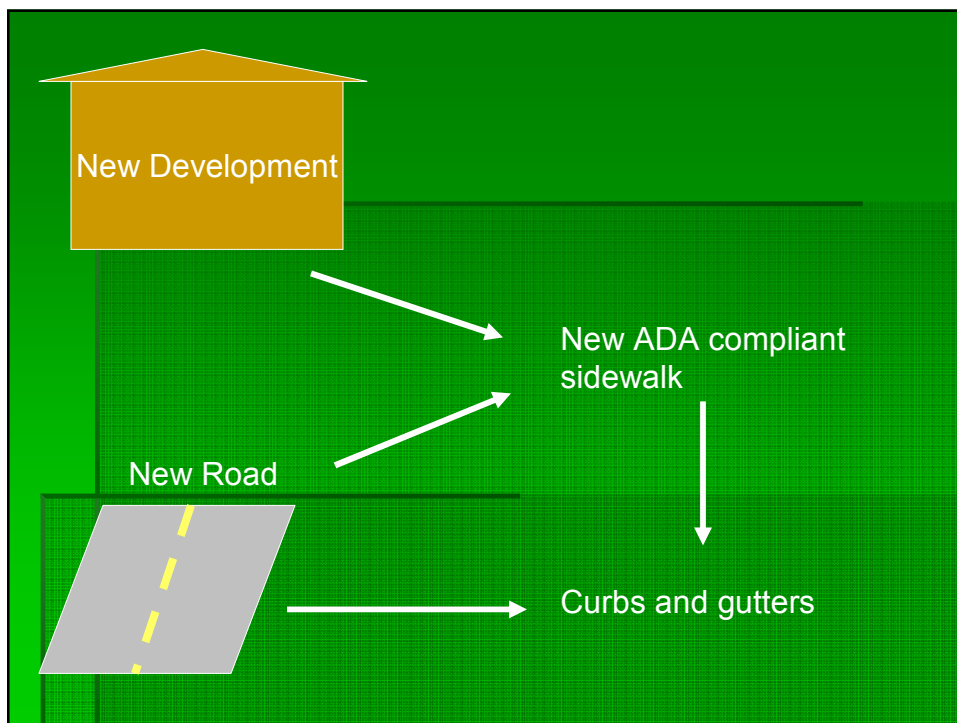 New Development
New ADA compliant
sidewalk
New Road
Curbs and gutters